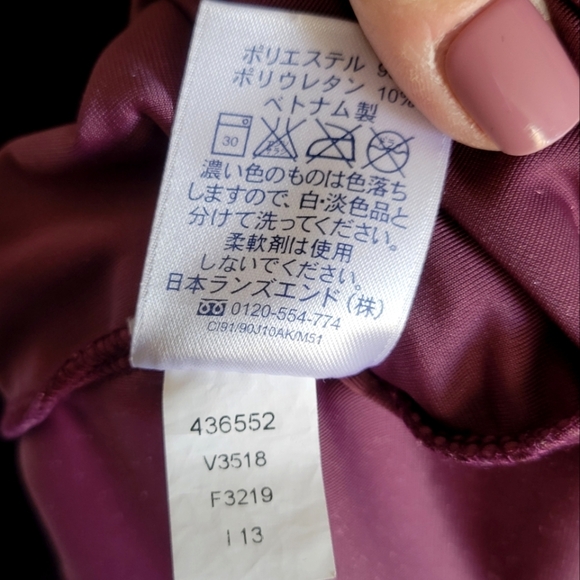 ポリエステル 9
ポリウレタン 10%
ベトナム製
30
濃い色のものは色落ち
しますので、白・淡色品と
分けて洗ってください。
柔軟剤は使用
しないでください。
日本ランズエンド(株)
0120-554-774
CI91/90J10AK/M51
436552
V3518
F3219
I 13